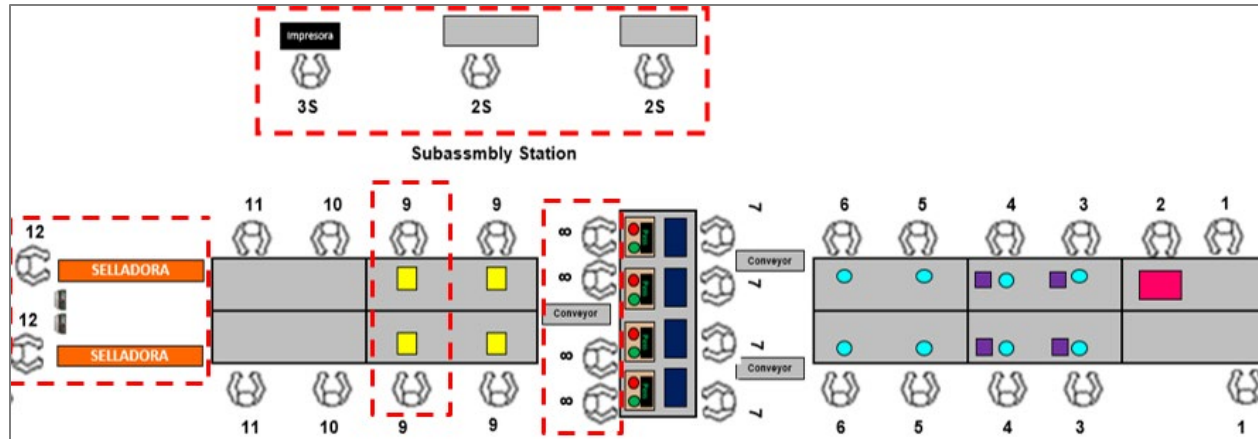 Impresora
3S 2S 2S
Subassmbly Station
11 10 9 9 8 7 6 5 4 3 2 1
12
SELLADORA
8 7
Conveyor
Conveyor
12
SELLADORA
8 7
Conveyor
8 7
11 10 9 9 6 5 4 3 1